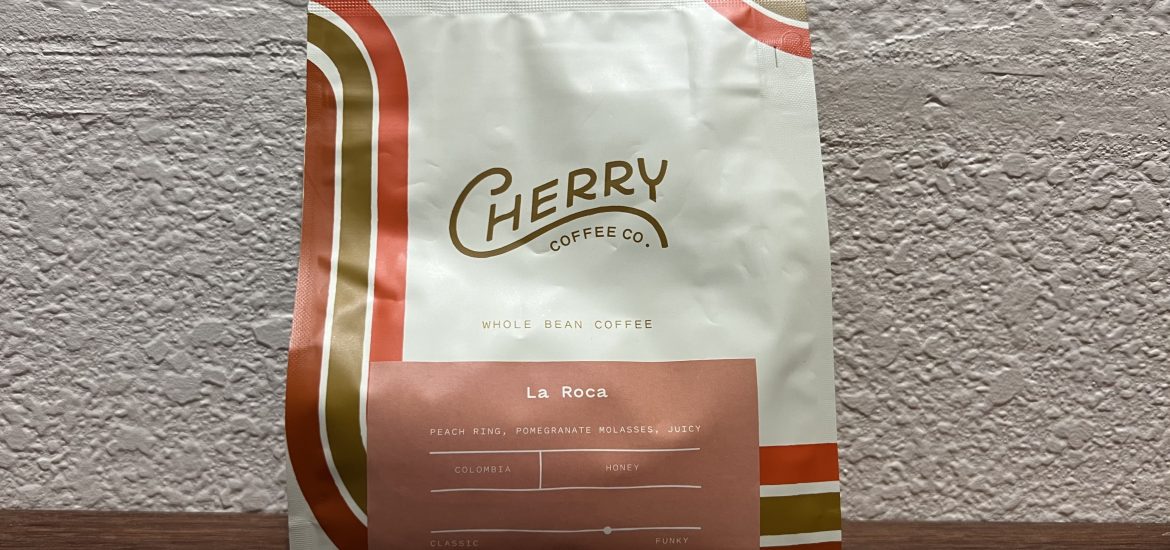 CHERRY
COFFEE CO.
WHOLE BEAN COFFEE
La Roca
PEACH RING, POMEGRANATE MOLASSES, JUICY
COLOMBIA HONEY
CLASSIC FUNKY